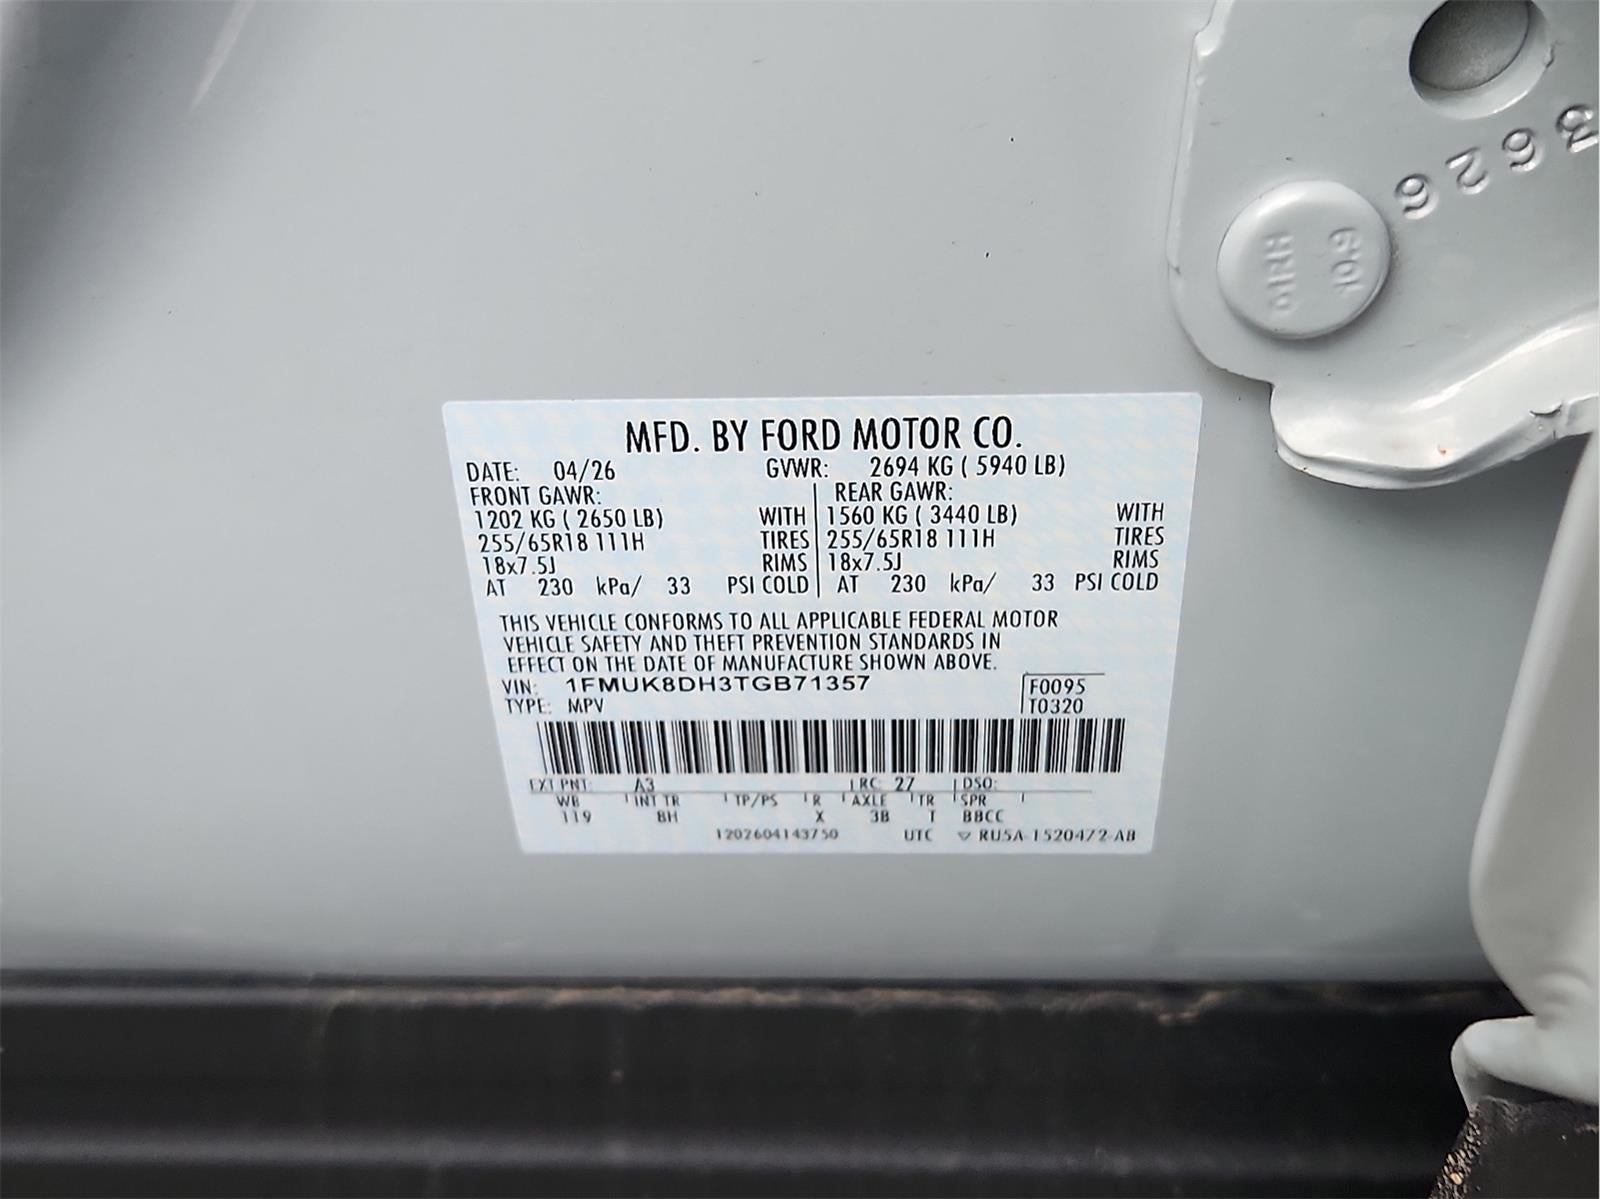 3626
60L
OIRH
MFD. BY FORD MOTOR CO.
DATE: 04/26 GVWR: 2694 KG ( 5940 LB)
FRONT GAWR: REAR GAWR:
1202 KG ( 2650 LB) WITH 1560 KG ( 3440 LB) WITH
255/65R18 111H TIRES 255/65R18 111H TIRES
18x7.5J RIMS 18x7.5J RIMS
AT 230 kPa/ 33 PSI COLD AT 230 kPa/ 33 PSI COLD
THIS VEHICLE CONFORMS TO ALL APPLICABLE FEDERAL MOTOR
VEHICLE SAFETY AND THEFT PREVENTION STANDARDS IN
EFFECT ON THE DATE OF MANUFACTURE SHOWN ABOVE.
VIN: 1FMUK8DH3TGB71357 F0095
TYPE: MPV T0320
EXT PNT: A3 RC: 27 DSO:
WB INT TR TP/PS R AXLE TR SPR
119 8H X 3B T BBCC
1202604143750 UTC ▽ RU5A-1520472-AB